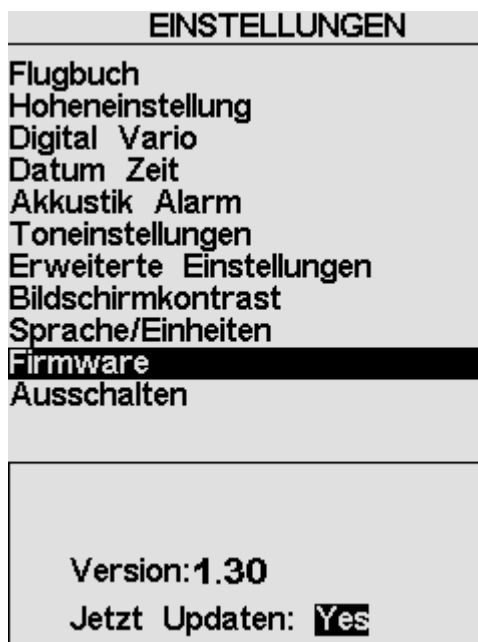 EINSTELLUNGEN
Flugbuch
Hoheneinstellung
Digital Vario
Datum Zeit
Akkustik Alarm
Toneinstellungen
Erweiterte Einstellungen
Bildschirmkontrast
Sprache/Einheiten
Firmware
Ausschalten
Version:1.30
Jetzt Updaten: Yes